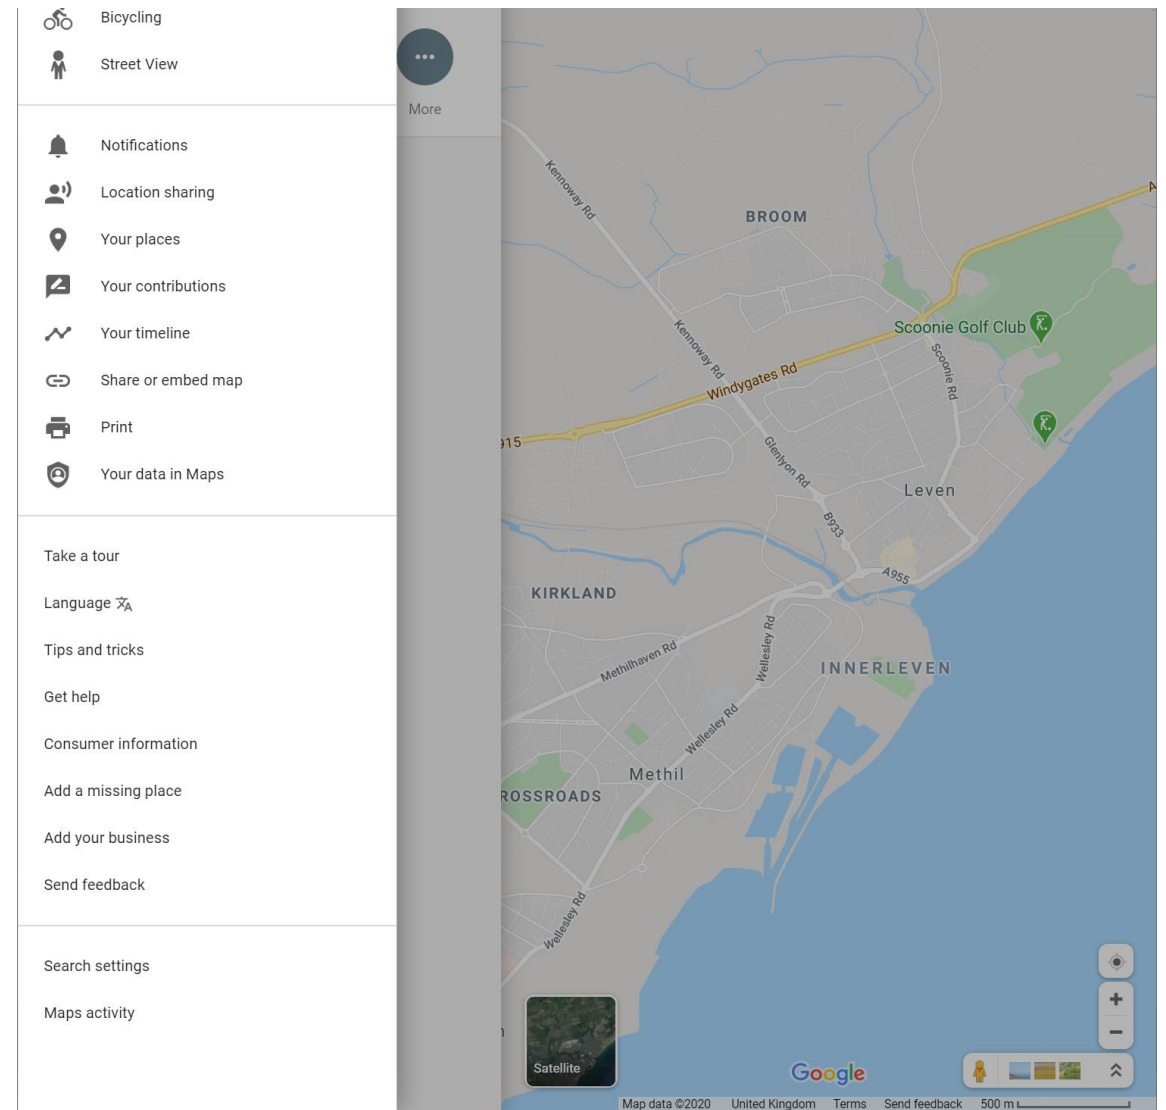 Bicycling
Street View
More
Notifications
Location sharing
Your places
Your contributions
Your timeline
Share or embed map
Print
Your data in Maps
Take a tour
Language
Tips and tricks
Get help
Consumer information
Add a missing place
Add your business
Send feedback
Search settings
Maps activity
Kennoway Rd
BROOM
A
Scoonie Golf Club
Kennoway Rd
Scoonie Rd
Windygates Rd
915
Glenlyon Rd
Leven
B933
A955
KIRKLAND
Methilhaven Rd
Wellesley Rd
INNERLEVEN
Wellesley Rd
Methil
ROSSROADS
Wellesley Rd
Satellite
Google
Map data ©2020 United Kingdom Terms Send feedback 500 m